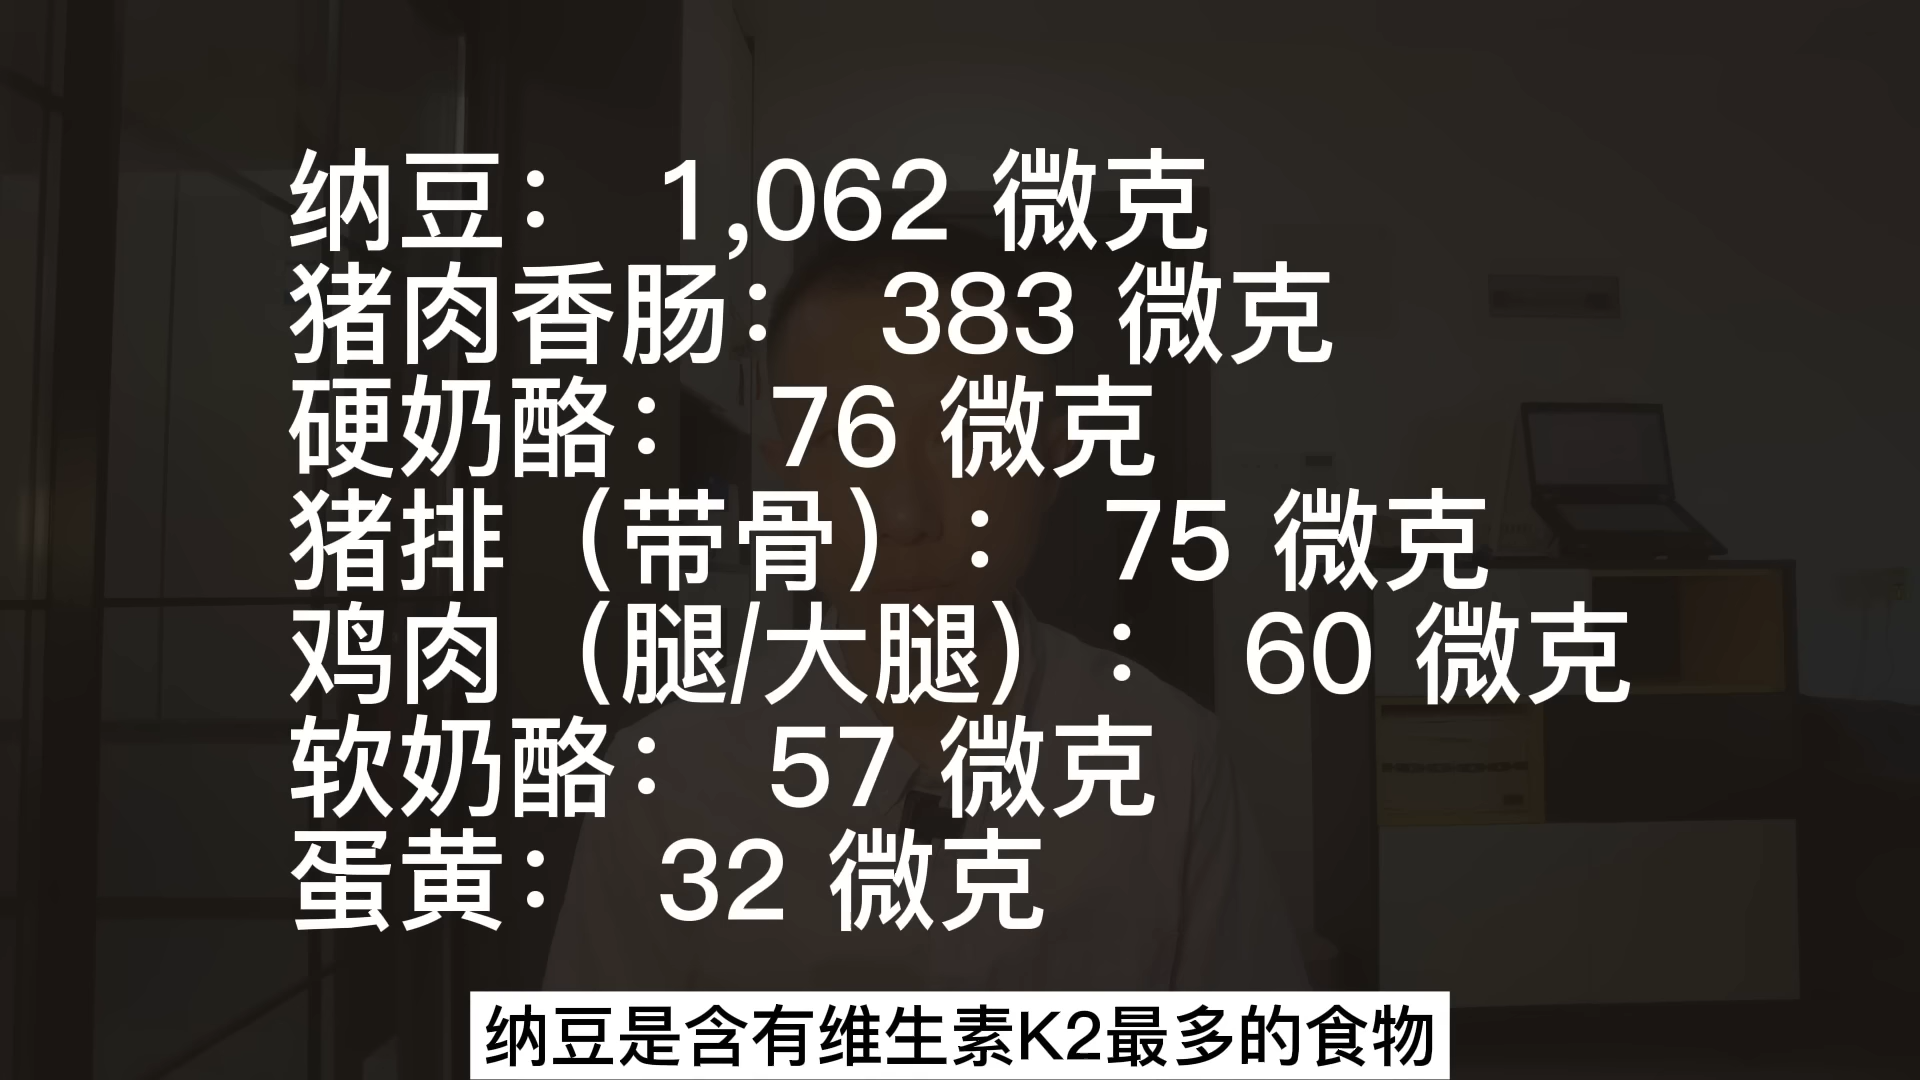 纳豆： 1,062 微克
猪肉香肠： 383 微克
硬奶酪： 76 微克
猪排（带骨）： 75 微克
鸡肉（腿/大腿）： 60 微克
软奶酪： 57 微克
蛋黄： 32 微克
纳豆是含有维生素K2最多的食物